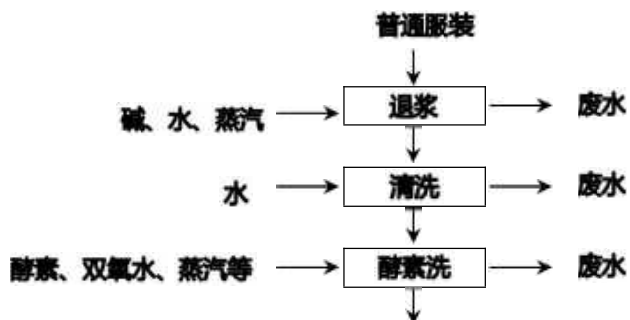 普通服装
碱、水、蒸汽
退浆
废水
水
清洗
废水
酵素、双氧水、蒸汽等
酵素洗
废水